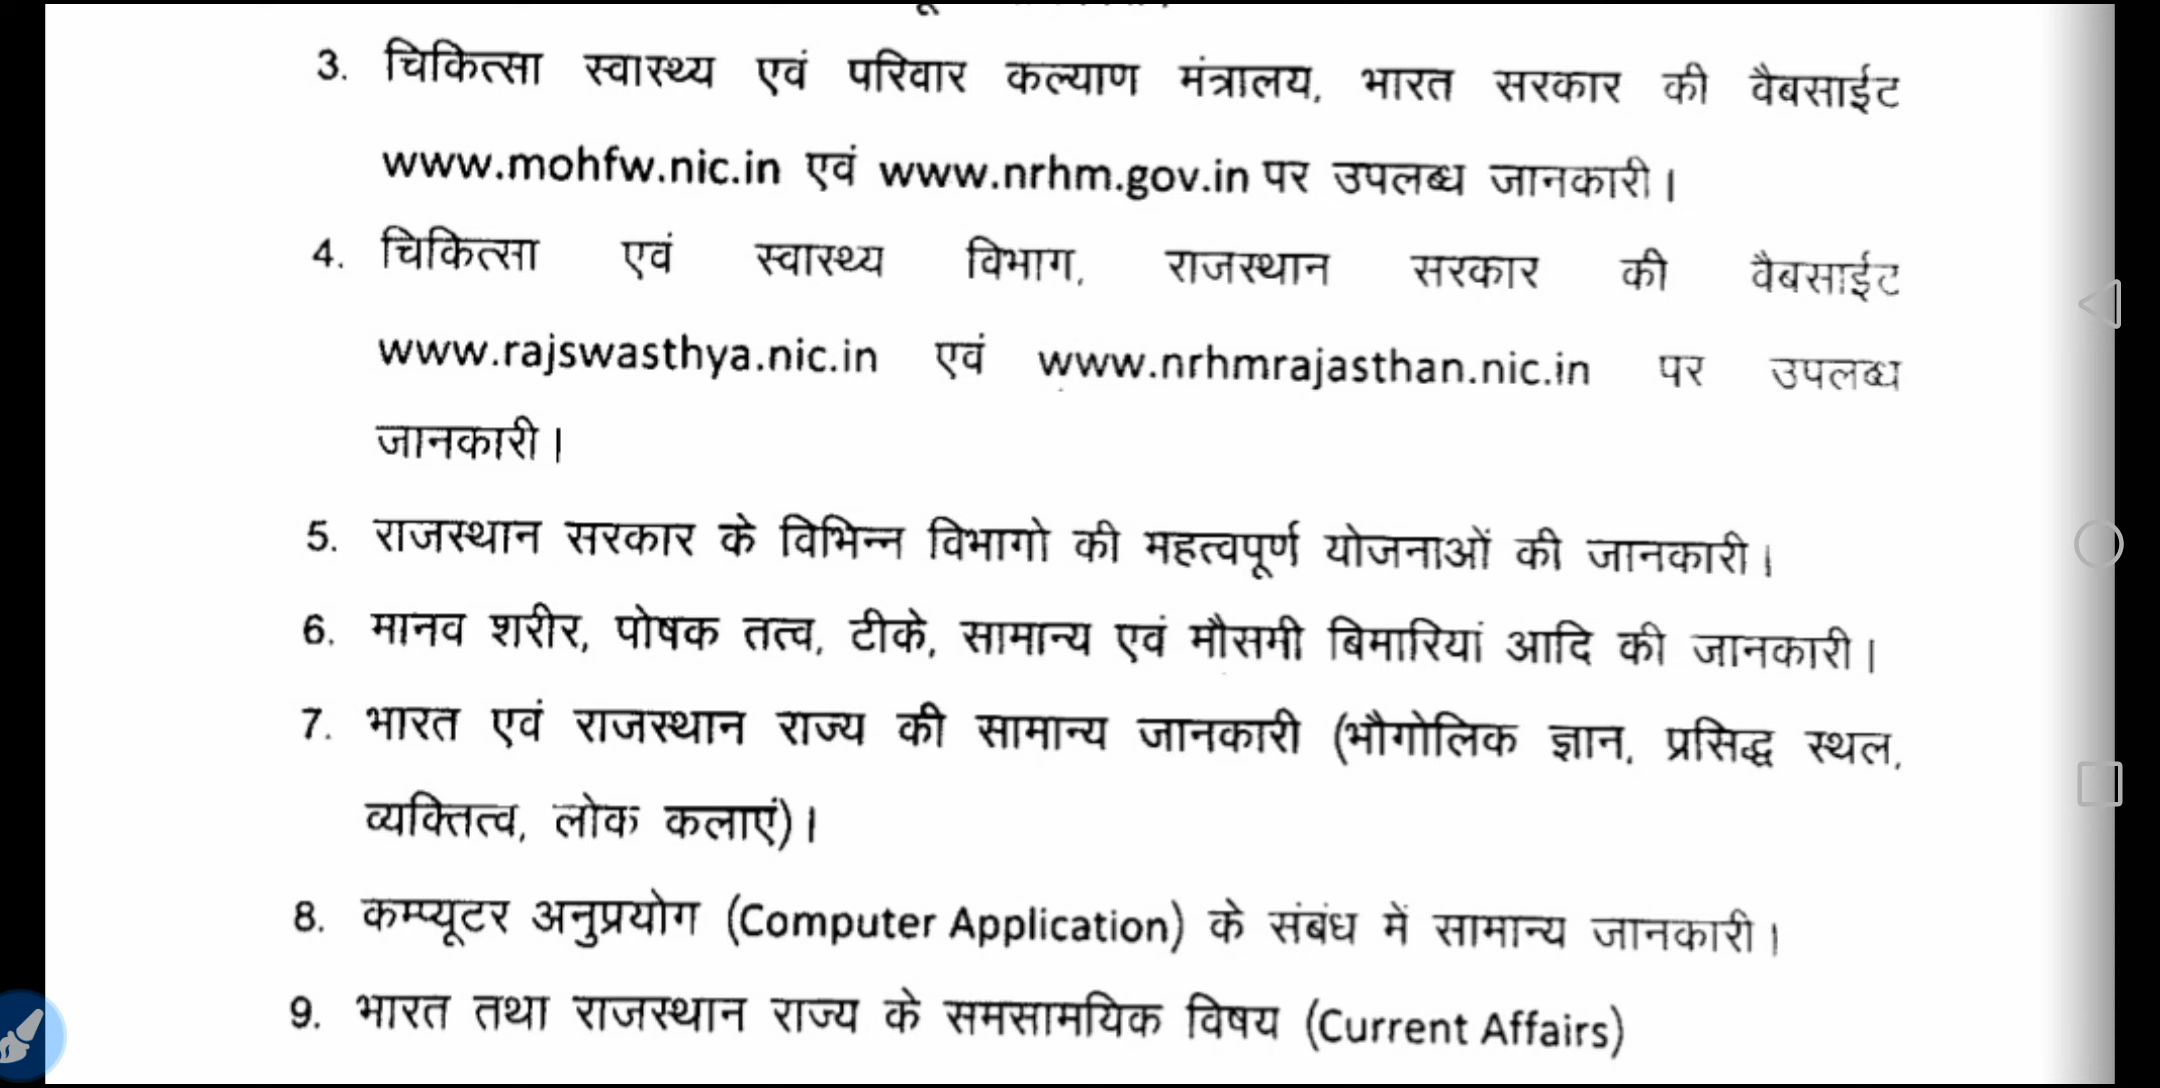 3. चिकित्सा स्वास्थ्य एवं परिवार कल्याण मंत्रालय, भारत सरकार की वैबसाईट
www.mohfw.nic.in एवं www.nrhm.gov.in पर उपलब्ध जानकारी।
4. चिकित्सा एवं स्वास्थ्य विभाग, राजस्थान सरकार की वैबसाईट
www.rajswasthya.nic.in एवं www.nrhmrajasthan.nic.in पर उपलब्ध
जानकारी।
5. राजस्थान सरकार के विभिन्न विभागो की महत्वपूर्ण योजनाओं की जानकारी।
6. मानव शरीर, पोषक तत्व, टीके, सामान्य एवं मौसमी बिमारियां आदि की जानकारी।
7. भारत एवं राजस्थान राज्य की सामान्य जानकारी (भौगोलिक ज्ञान, प्रसिद्ध स्थल,
व्यक्तित्व, लोक कलाएं)।
8. कम्प्यूटर अनुप्रयोग (Computer Application) के संबंध में सामान्य जानकारी।
9. भारत तथा राजस्थान राज्य के समसामयिक विषय (Current Affairs)